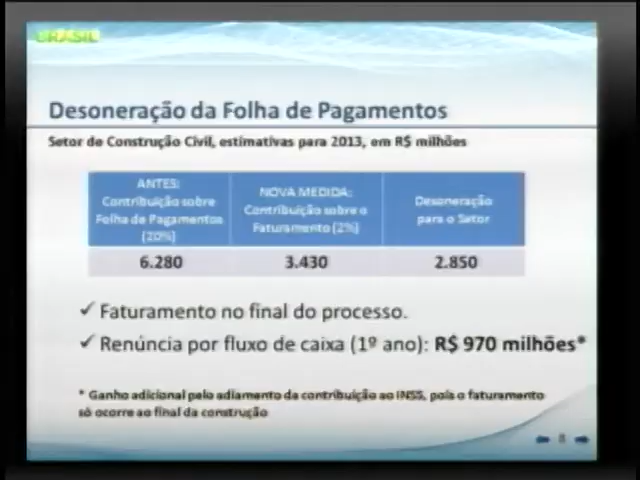 BRASIL
Desoneração da Folha de Pagamentos
Setor de Construção Civil, estimativas para 2013, em R$ milhões
ANTES:
Contribuição sobre
Folha de Pagamentos
(20%)
NOVA MEDIDA:
Contribuição sobre o
Faturamento (2%)
Desoneração
para o Setor
6.280
3.430
2.850
✓ Faturamento no final do processo.
✓ Renúncia por fluxo de caixa (1º ano): R$ 970 milhões*
* Ganho adicional pelo adiamento da contribuição ao INSS, pois o faturamento
só ocorre ao final da construção
8